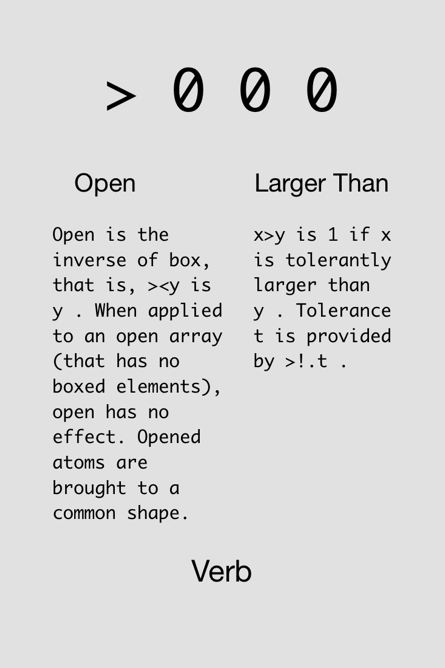 > 0 0 0
Open
Open is the
inverse of box,
that is, ><y is
y . When applied
to an open array
(that has no
boxed elements),
open has no
effect. Opened
atoms are
brought to a
common shape.
Larger Than
x>y is 1 if x
is tolerantly
larger than
y . Tolerance
t is provided
by >!.t .
Verb